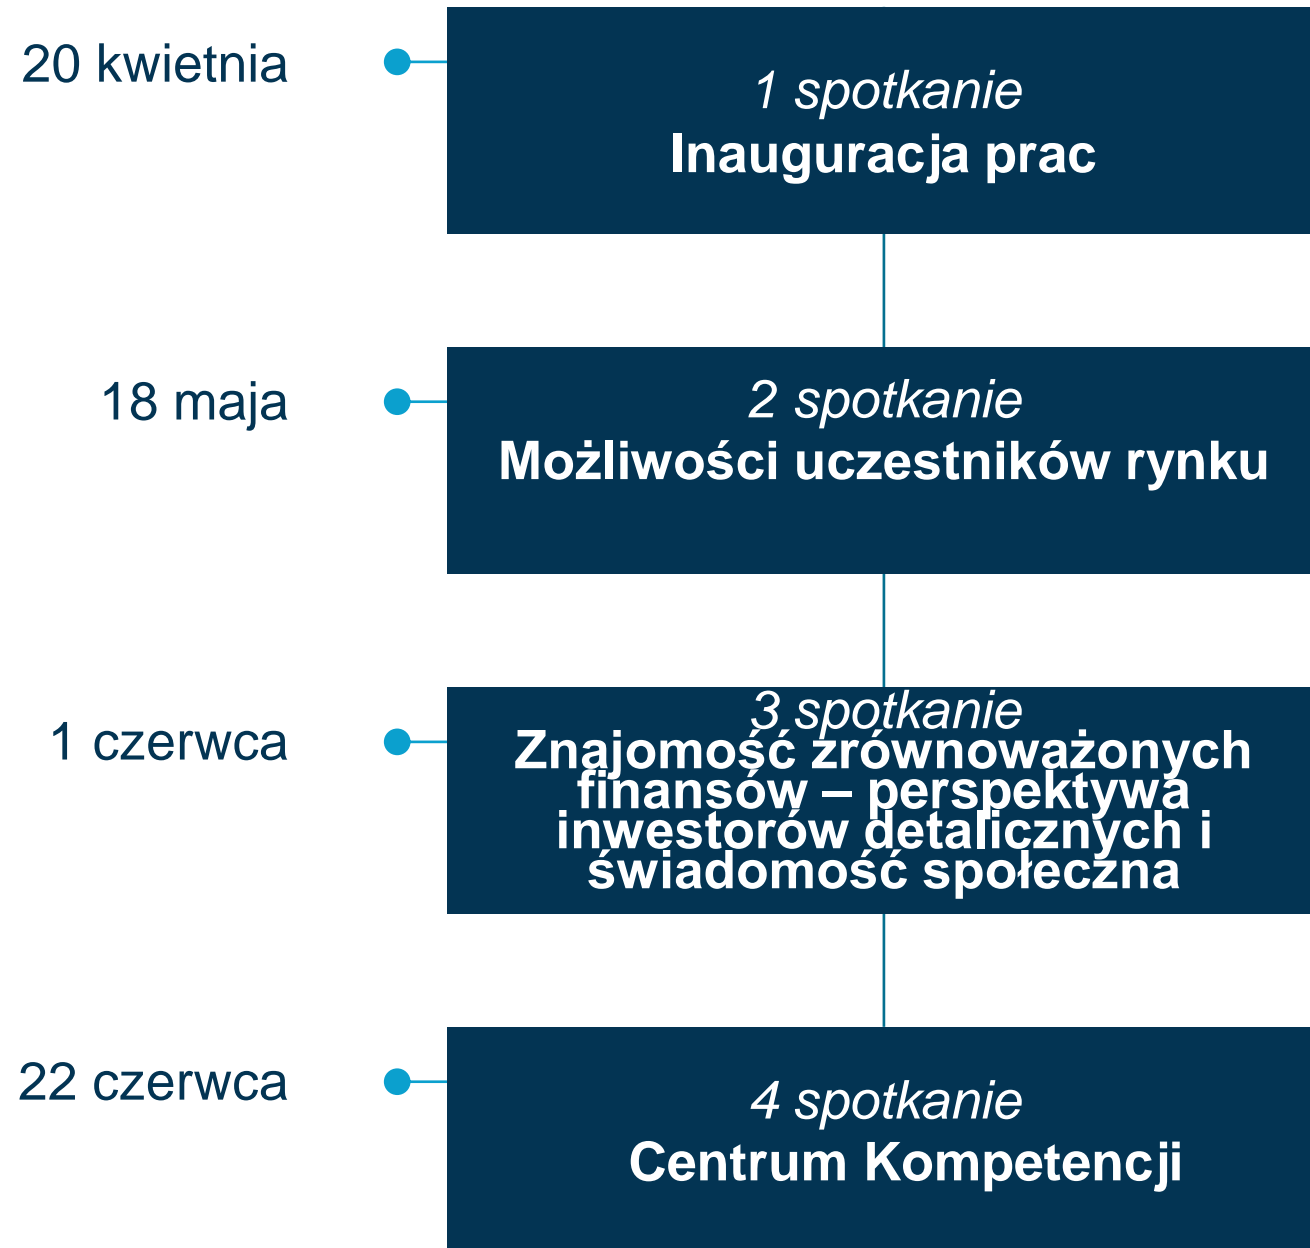 20 kwietnia
1 spotkanie
Inauguracja prac
18 maja
2 spotkanie
Możliwości uczestników rynku
1 czerwca
3 spotkanie
Znajomość zrównoważonych
finansów – perspektywa
inwestorów detalicznych i
świadomość społeczna
22 czerwca
4 spotkanie
Centrum Kompetencji